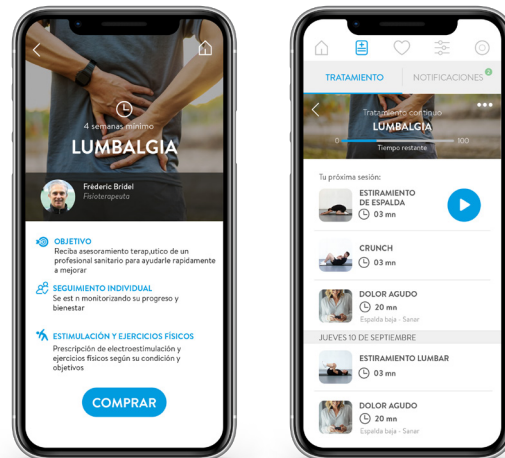 4 semanas mínimo
LUMBALGIA
Frèderic Bridel
Fisioterapeuta
OBJETIVO
Reciba asesoramiento terap,utico de un
profesional sanitario para ayudarle rapidamente
a mejorar
SEGUIMIENTO INDIVIDUAL
Se est n monitorizando su progreso y
bienestar
ESTIMULACIÓN Y EJERCICIOS FÍSICOS
Prescripción de electroestimulación y
ejercicios físicos según su condición y
objetivos
COMPRAR
TRATAMIENTO
NOTIFICACIONES
2
Tratamiento continuo
LUMBALGIA
0
100
Tiempo restante
Tu próxima sesión:
ESTIRAMIENTO
DE ESPALDA
03 mn
CRUNCH
03 mn
DOLOR AGUDO
20 mn
Espalda baja - Sanar
JUEVES 10 DE SEPTIEMBRE
ESTIRAMIENTO LUMBAR
03 mn
DOLOR AGUDO
20 mn
Espalda baja - Sanar